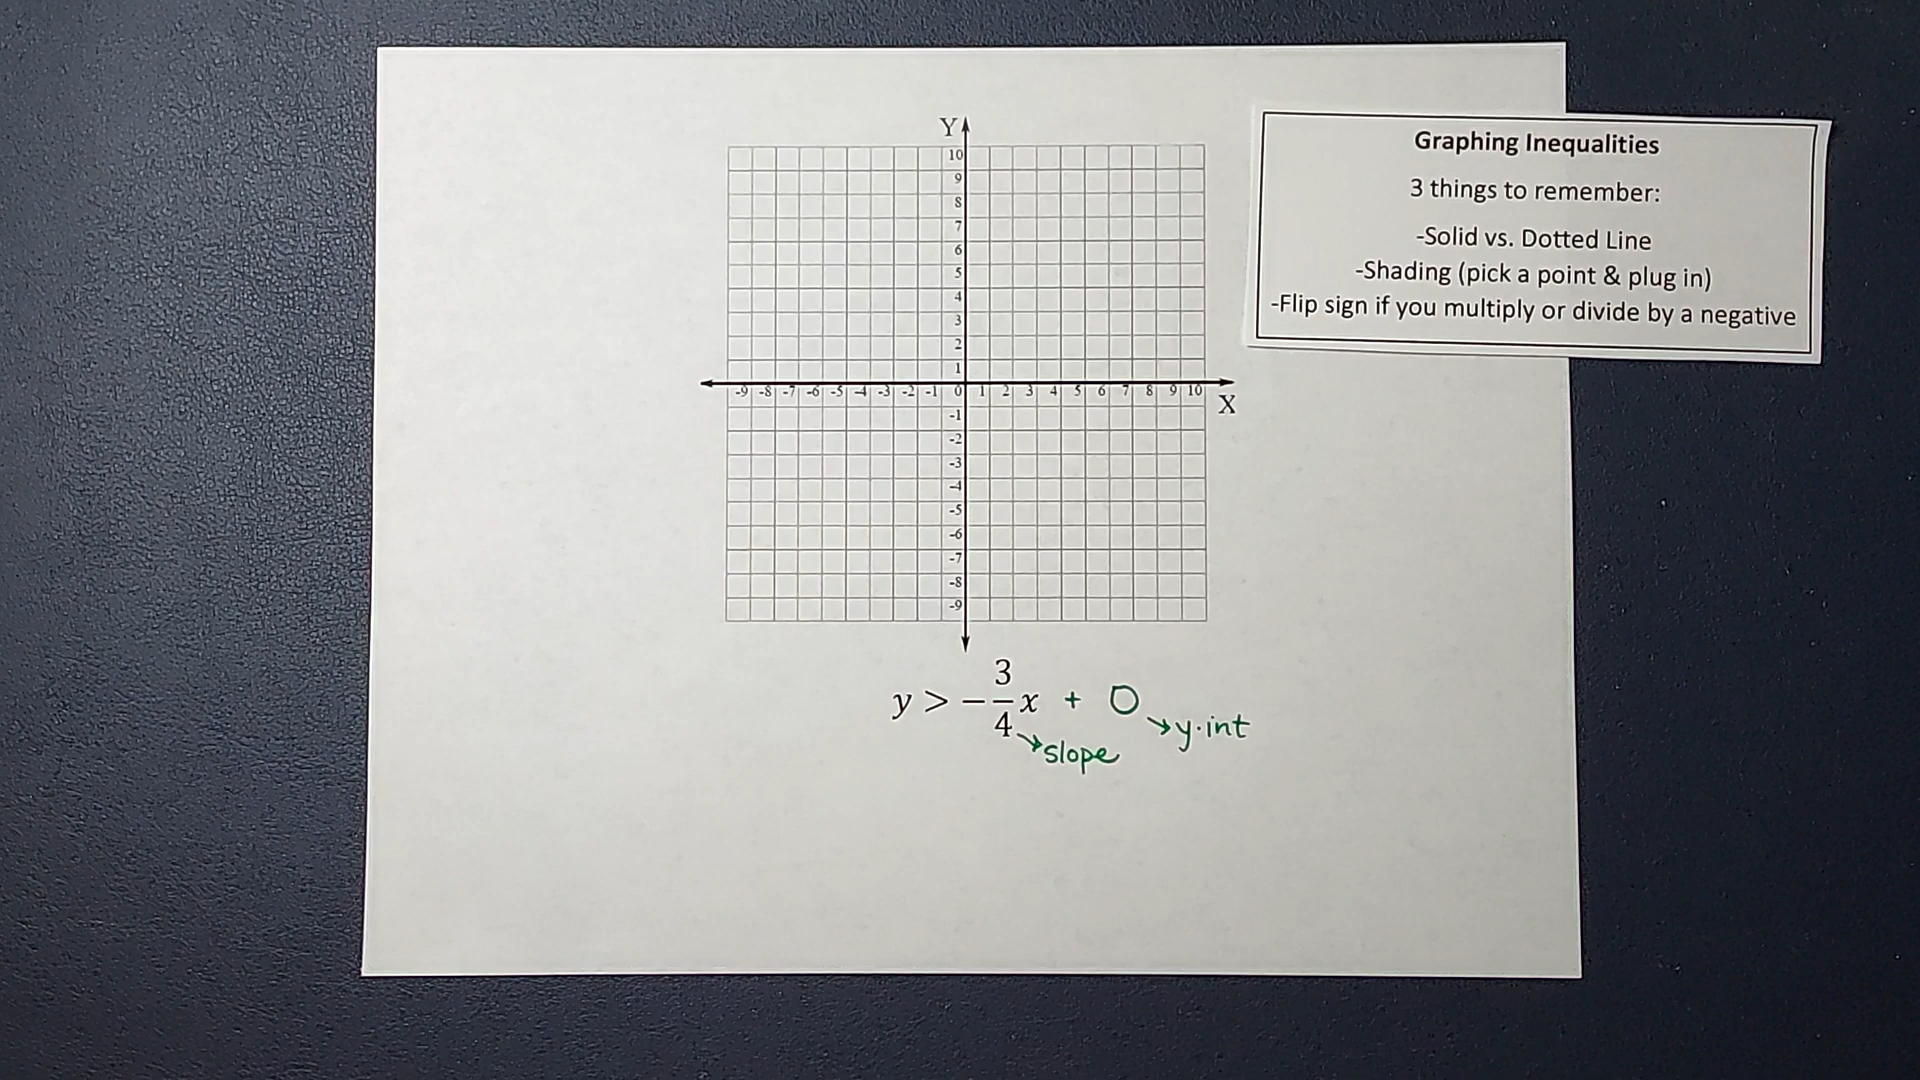 Y
10
9
8
7
6
5
4
3
2
1
-9 -8 -7 -6 -5 -4 -3 -2 -1 0 1 2 3 4 5 6 7 8 9 10
X
-1
-2
-3
-4
-5
-6
-7
-8
-9
Graphing Inequalities
3 things to remember:
-Solid vs. Dotted Line
-Shading (pick a point & plug in)
-Flip sign if you multiply or divide by a negative
y > -3/4 x + 0
→y·int
→slope